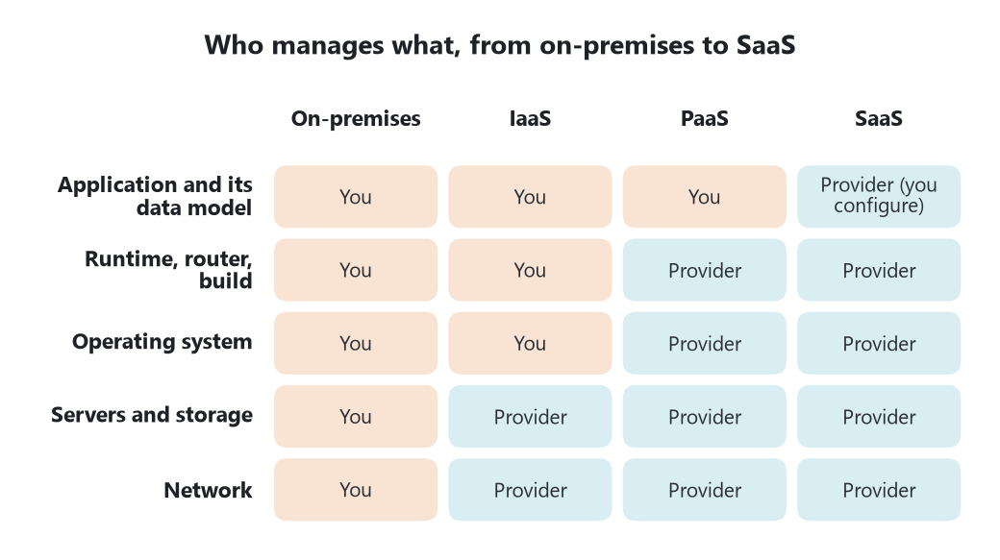 Who manages what, from on-premises to SaaS
On-premises IaaS PaaS SaaS
Application and its
data model
You You You Provider (you
configure)
Runtime, router,
build
You You Provider Provider
Operating system You You Provider Provider
Servers and storage You Provider Provider Provider
Network You Provider Provider Provider